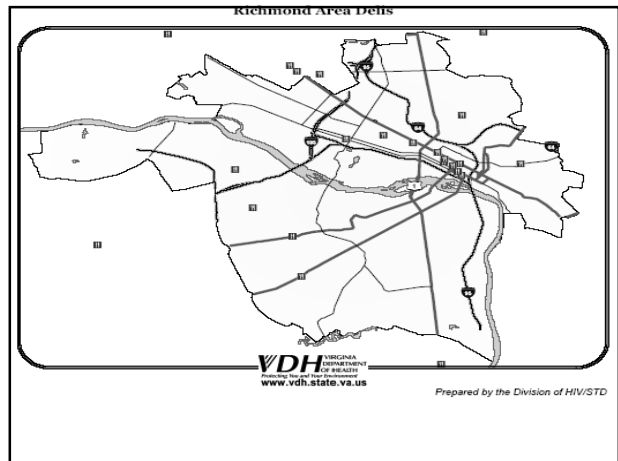 Richmond Area Delis
VDH VIRGINIA
DEPARTMENT
OF HEALTH
Protecting You and Your Environment
www.vdh.state.va.us
Prepared by the Division of HIV/STD